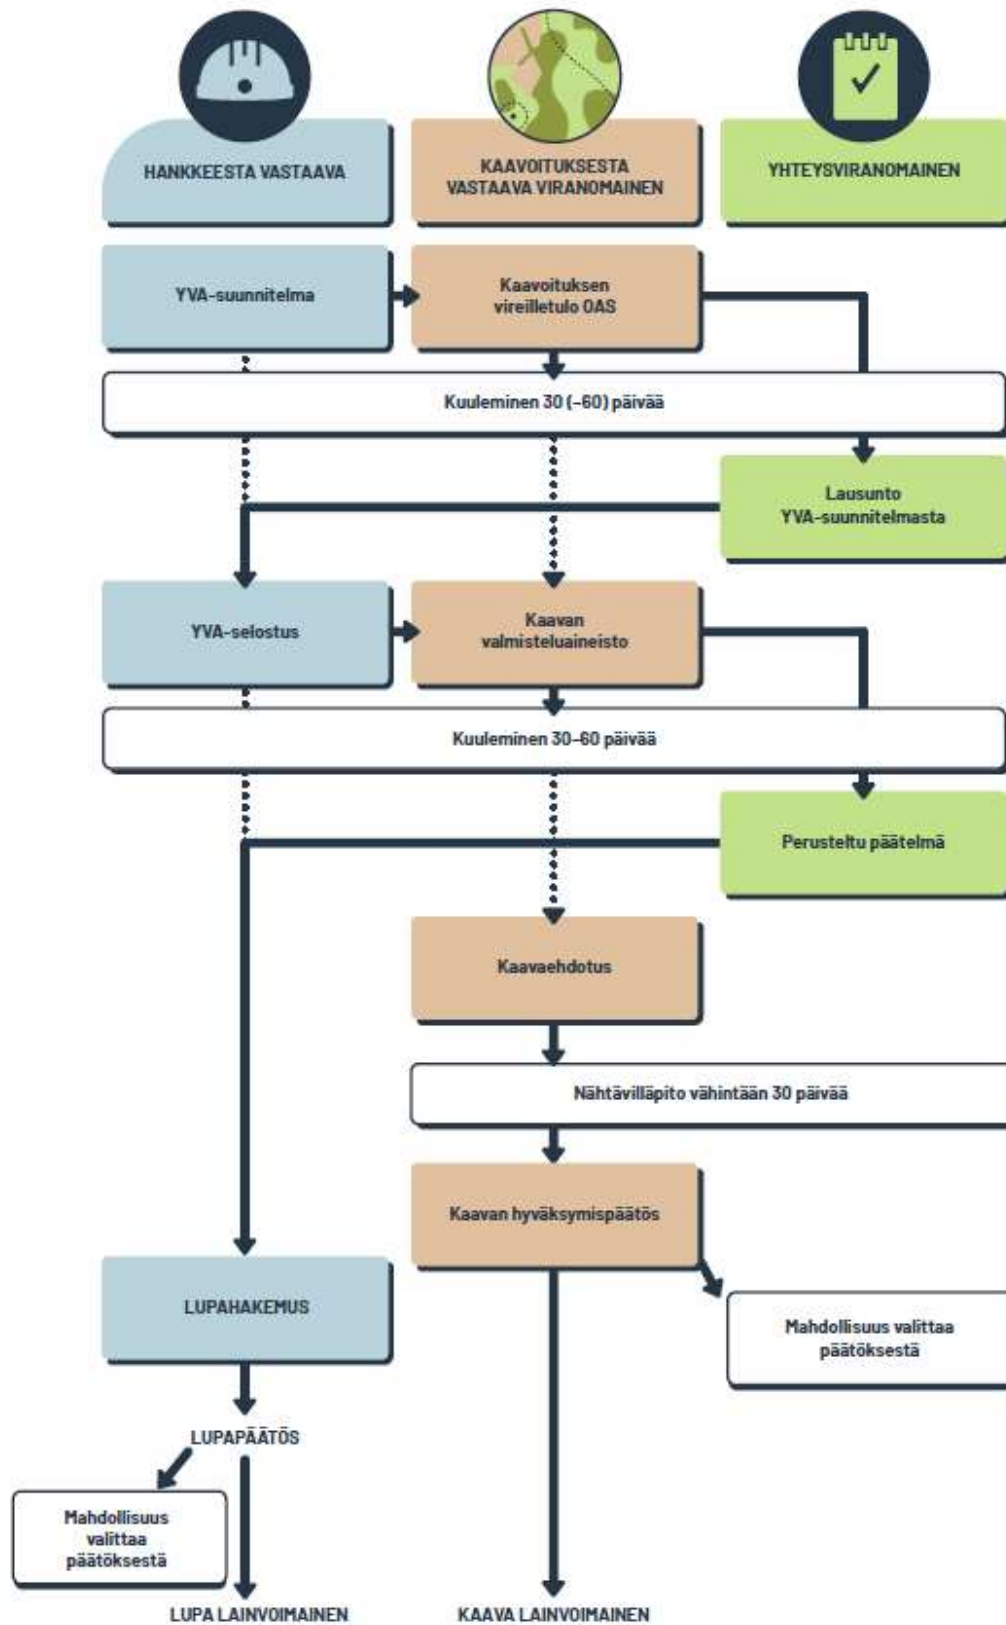 HANKKEESTA VASTAAVA
KAAVOITUKSESTA
VASTAAVA VIRANOMAINEN
YHTEYSVIRANOMAINEN
YVA-suunnitelma
Kaavoituksen
vireilletulo OAS
Kuuleminen 30 (-60) päivää
Lausunto
YVA-suunnitelmasta
YVA-selostus
Kaavan
valmisteluaineisto
Kuuleminen 30-60 päivää
Perusteltu päätelmä
Kaavaehdotus
Nähtävilläpito vähintään 30 päivää
Kaavan hyväksymispäätös
LUPAHAKEMUS
Mahdollisuus valittaa
päätöksestä
LUPAPÄÄTÖS
Mahdollisuus
valittaa
päätöksestä
LUPA LAINVOIMAINEN
KAAVA LAINVOIMAINEN